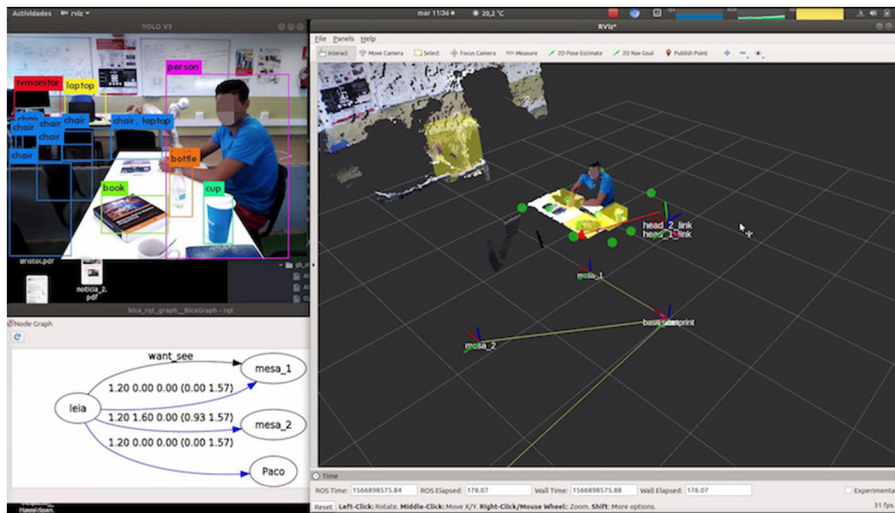 Actividades
rviz
mar 11:36
20,2 °C
YOLO V3
RViz*
File Panels Help
Interact
Move Camera
Select
Focus Camera
Measure
2D Pose Estimate
2D Nav Goal
Publish Point
person
tvmonitor
laptop
chair
chair
chair
chair, laptop
chair
chair
chair
bottle
book
cup
noticia_2.
pdf
bica_rqt_graph__BicaGraph - rqt
Node Graph
want_see
mesa_1
1.20 0.00 0.00 (0.00 1.57)
leia
1.20 1.60 0.00 (0.93 1.57)
mesa_2
1.20 0.00 0.00 (0.00 1.57)
Paco
head_2_link
head_1_link
mesa_1
mesa_2
Time
ROS Time: 1566898575.84
ROS Elapsed: 176.07
Wall Time: 1566898575.88
Wall Elapsed: 176.07
Experimental
Reset
Left-Click: Rotate. Middle-Click: Move X/Y. Right-Click/Mouse Wheel: Zoom. Shift: More options.
31 fps